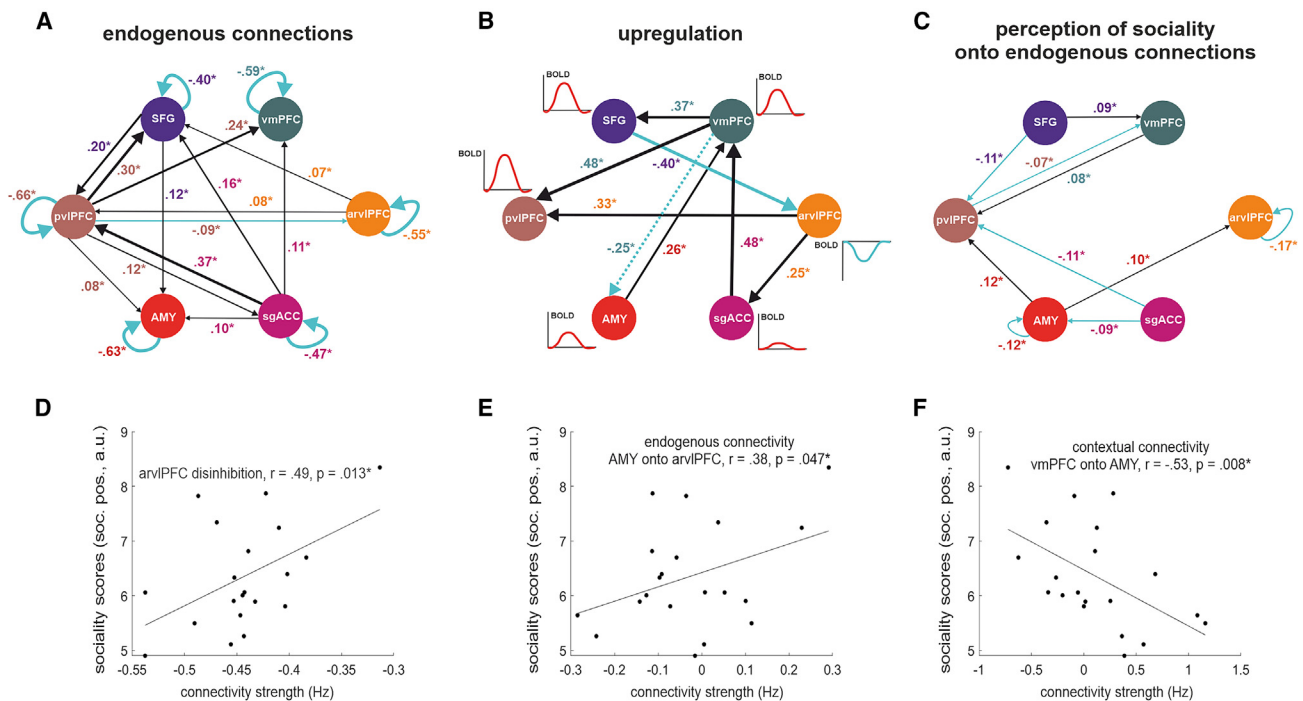 A
endogenous connections
-.40*
-.59*
SFG
vmPFC
.24*
.20*
.30*
.07*
.16*
-.66*
.12*
.08*
pvlPFC
arvlPFC
-.09*
-.55*
.11*
.12*
.37*
.08*
AMY
sgACC
.10*
-.63*
-.47*
B
upregulation
BOLD
BOLD
.37*
SFG
vmPFC
BOLD
.48*
-.40*
pvlPFC
.33*
arvlPFC
BOLD
-.25*
.26*
.48*
.25*
BOLD
AMY
sgACC
BOLD
C
perception of sociality
onto endogenous connections
.09*
SFG
vmPFC
-.11*
-.07*
.08*
pvlPFC
arvlPFC
-.17*
-.11*
.10*
.12*
AMY
sgACC
-.09*
-.12*
D
sociality scores (soc. pos., a.u.)
9
8
7
6
5
arvlPFC disinhibition, r = .49, p = .013*
-0.55
-0.5
-0.45
-0.4
-0.35
-0.3
connectivity strength (Hz)
E
sociality scores (soc. pos., a.u.)
9
8
7
6
5
endogenous connectivity
AMY onto arvlPFC, r = .38, p = .047*
-0.3
-0.2
-0.1
0
0.1
0.2
0.3
connectivity strength (Hz)
F
sociality scores (soc. pos., a.u.)
9
8
7
6
5
contextual connectivity
vmPFC onto AMY, r = -.53, p = .008*
-1
-0.5
0
0.5
1
1.5
connectivity strength (Hz)